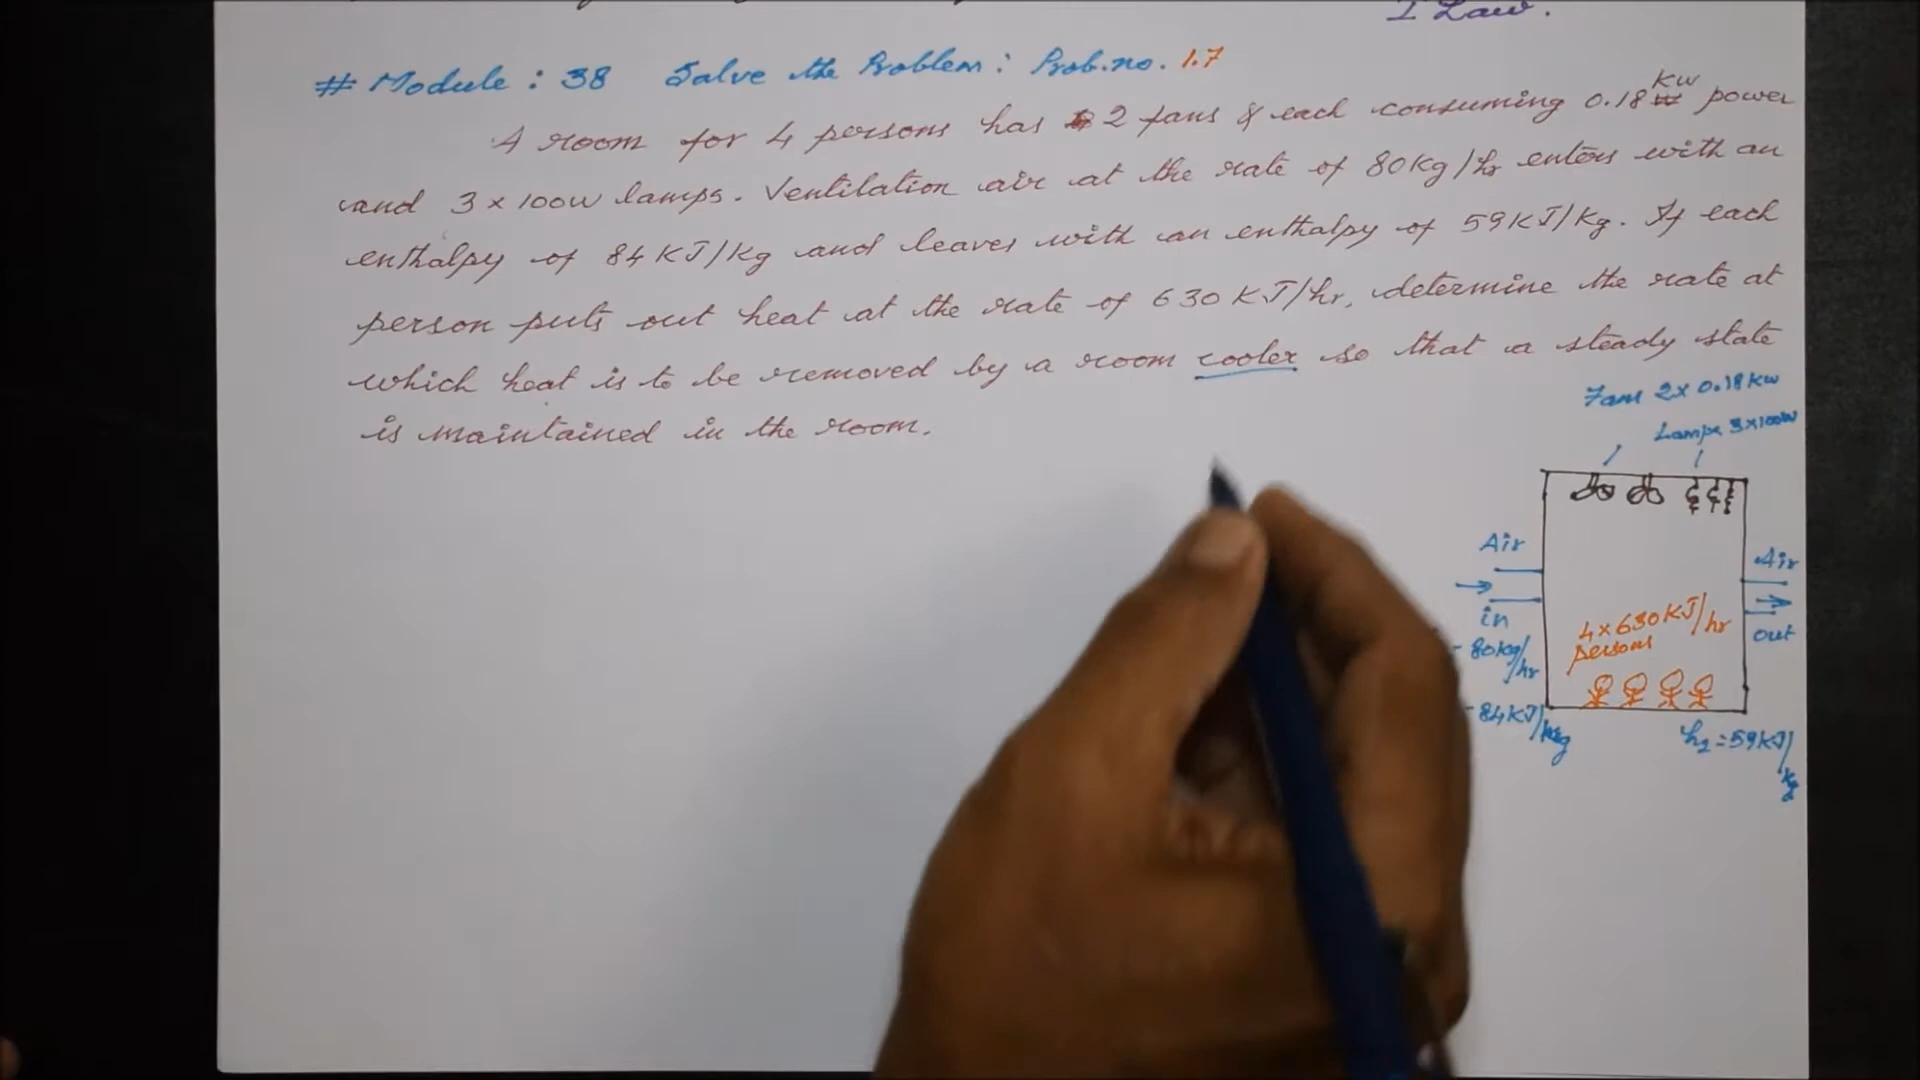 I Law.
# Module : 38 Solve the Problem : Prob.no. 1.7
A room for 4 persons has 2 fans & each consuming 0.18 KW power
and 3 x 100W lamps. Ventilation air at the rate of 80Kg/hr enters with an
enthalpy of 84 KJ/Kg and leaves with an enthalpy of 59KJ/Kg. If each
person puts out heat at the rate of 630 KJ/hr, determine the rate at
which heat is to be removed by a room cooler so that a steady state
is maintained in the room.
Fans 2 x 0.18 KW
Lamps 3x100W
Air
in
80kg/hr
84KJ/kg
4 x 630KJ/hr
persons
Air
out
h2 = 59KJ/kg